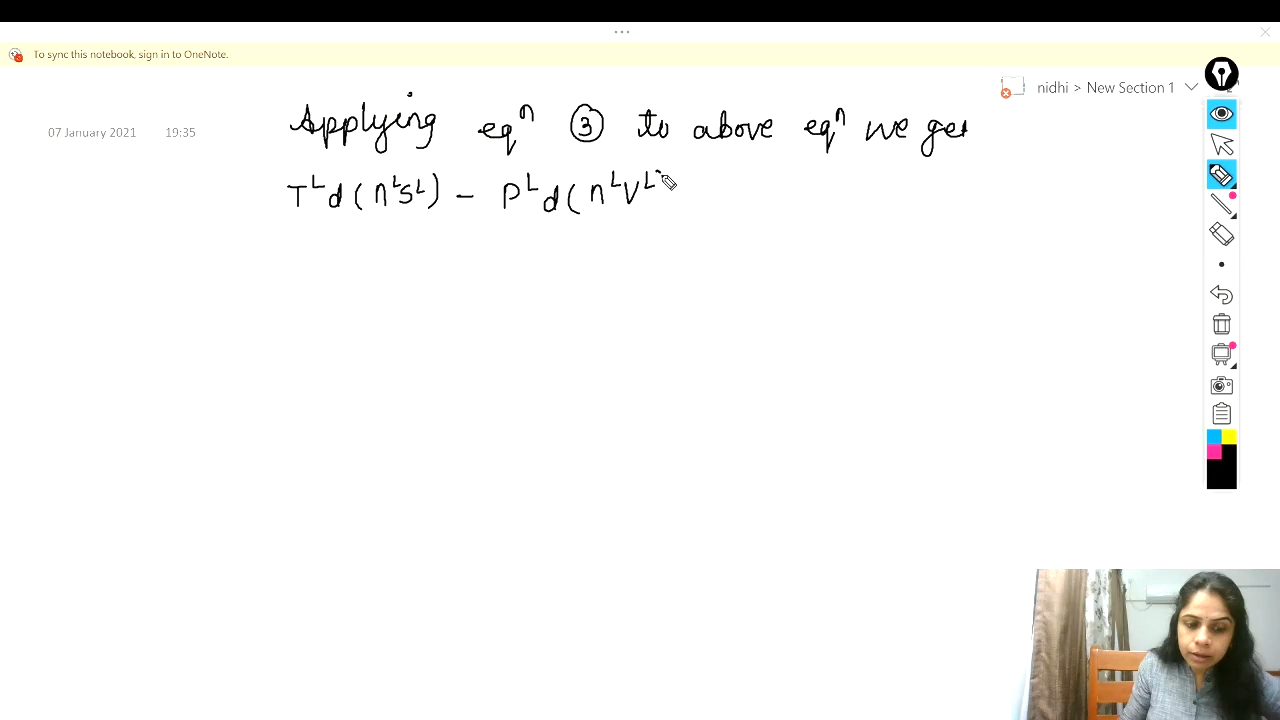 To sync this notebook, sign in to OneNote.
nidhi > New Section 1
07 January 2021 19:35
Applying eqⁿ ③ to above eqⁿ we get
Tᴸd(nᴸSᴸ) - Pᴸd(nᴸVᴸ